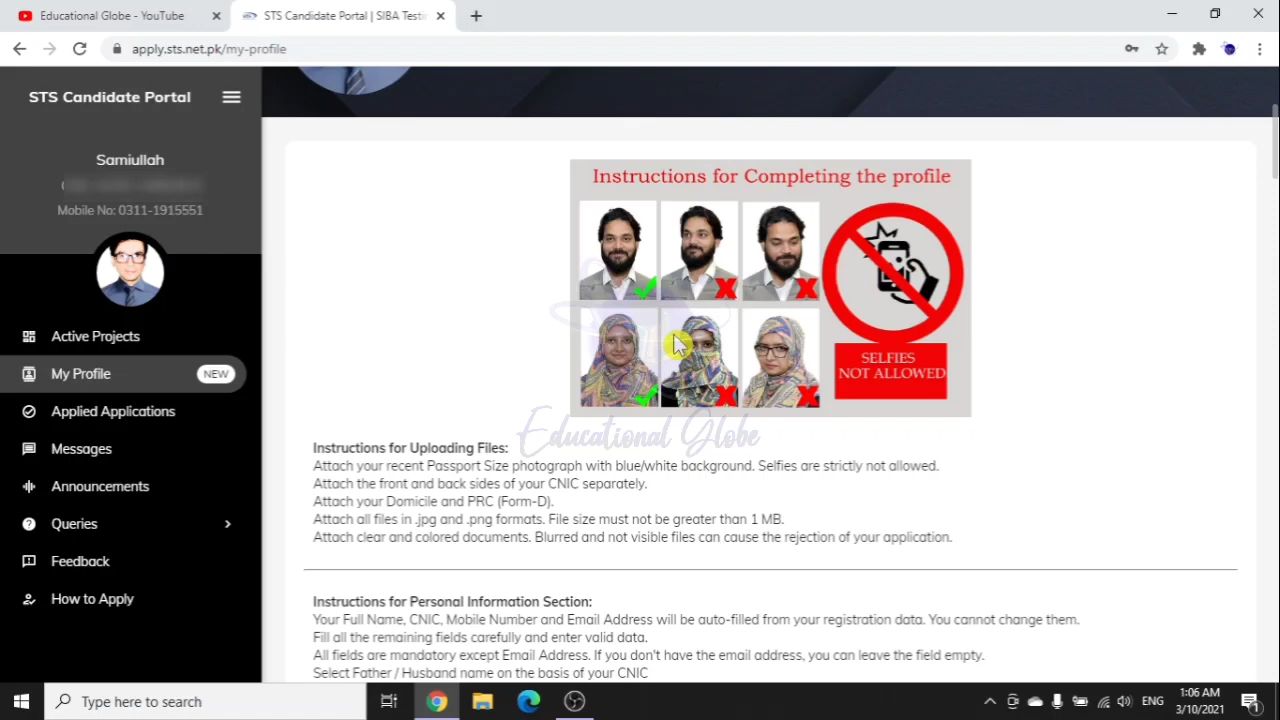 Educational Globe - YouTube
STS Candidate Portal | SIBA Testi
apply.sts.net.pk/my-profile
STS Candidate Portal
Samiullah
Mobile No: 0311-1915551
Active Projects
My Profile
NEW
Applied Applications
Messages
Announcements
Queries
Feedback
How to Apply
Instructions for Completing the profile
SELFIES
NOT ALLOWED
Educational Globe
Instructions for Uploading Files:
Attach your recent Passport Size photograph with blue/white background. Selfies are strictly not allowed.
Attach the front and back sides of your CNIC separately.
Attach your Domicile and PRC (Form-D).
Attach all files in .jpg and .png formats. File size must not be greater than 1 MB.
Attach clear and colored documents. Blurred and not visible files can cause the rejection of your application.
Instructions for Personal Information Section:
Your Full Name, CNIC, Mobile Number and Email Address will be auto-filled from your registration data. You cannot change them.
Fill all the remaining fields carefully and enter valid data.
All fields are mandatory except Email Address. If you don't have the email address, you can leave the field empty.
Select Father / Husband name on the basis of your CNIC
Type here to search
ENG
1:06 AM
3/10/2021
1